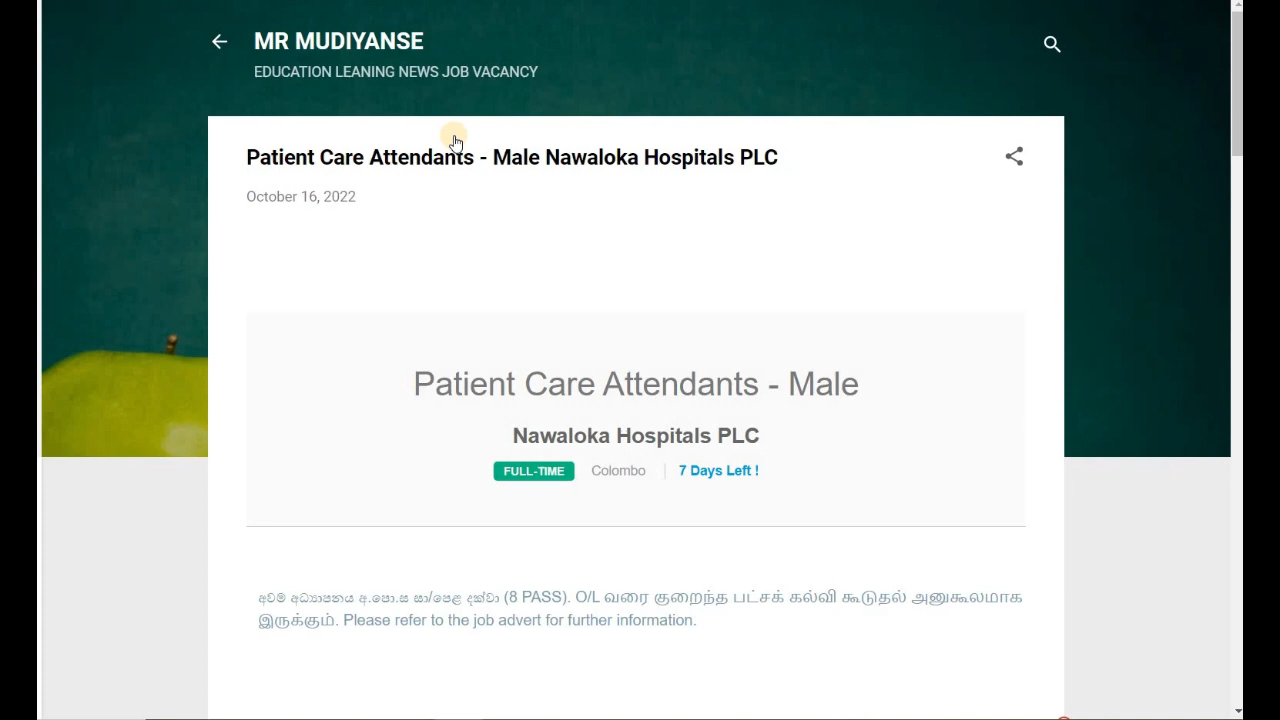 MR MUDIYANSE
EDUCATION LEANING NEWS JOB VACANCY
Patient Care Attendants - Male Nawaloka Hospitals PLC
October 16, 2022
Patient Care Attendants - Male
Nawaloka Hospitals PLC
FULL-TIME Colombo 7 Days Left !
අවම අධ්‍යාපනය අ.පො.ස සා/පෙළ දක්වා (8 PASS). O/L வரை குறைந்த பட்சக் கல்வி கூடுதல் அனுகூலமாக
இருக்கும். Please refer to the job advert for further information.